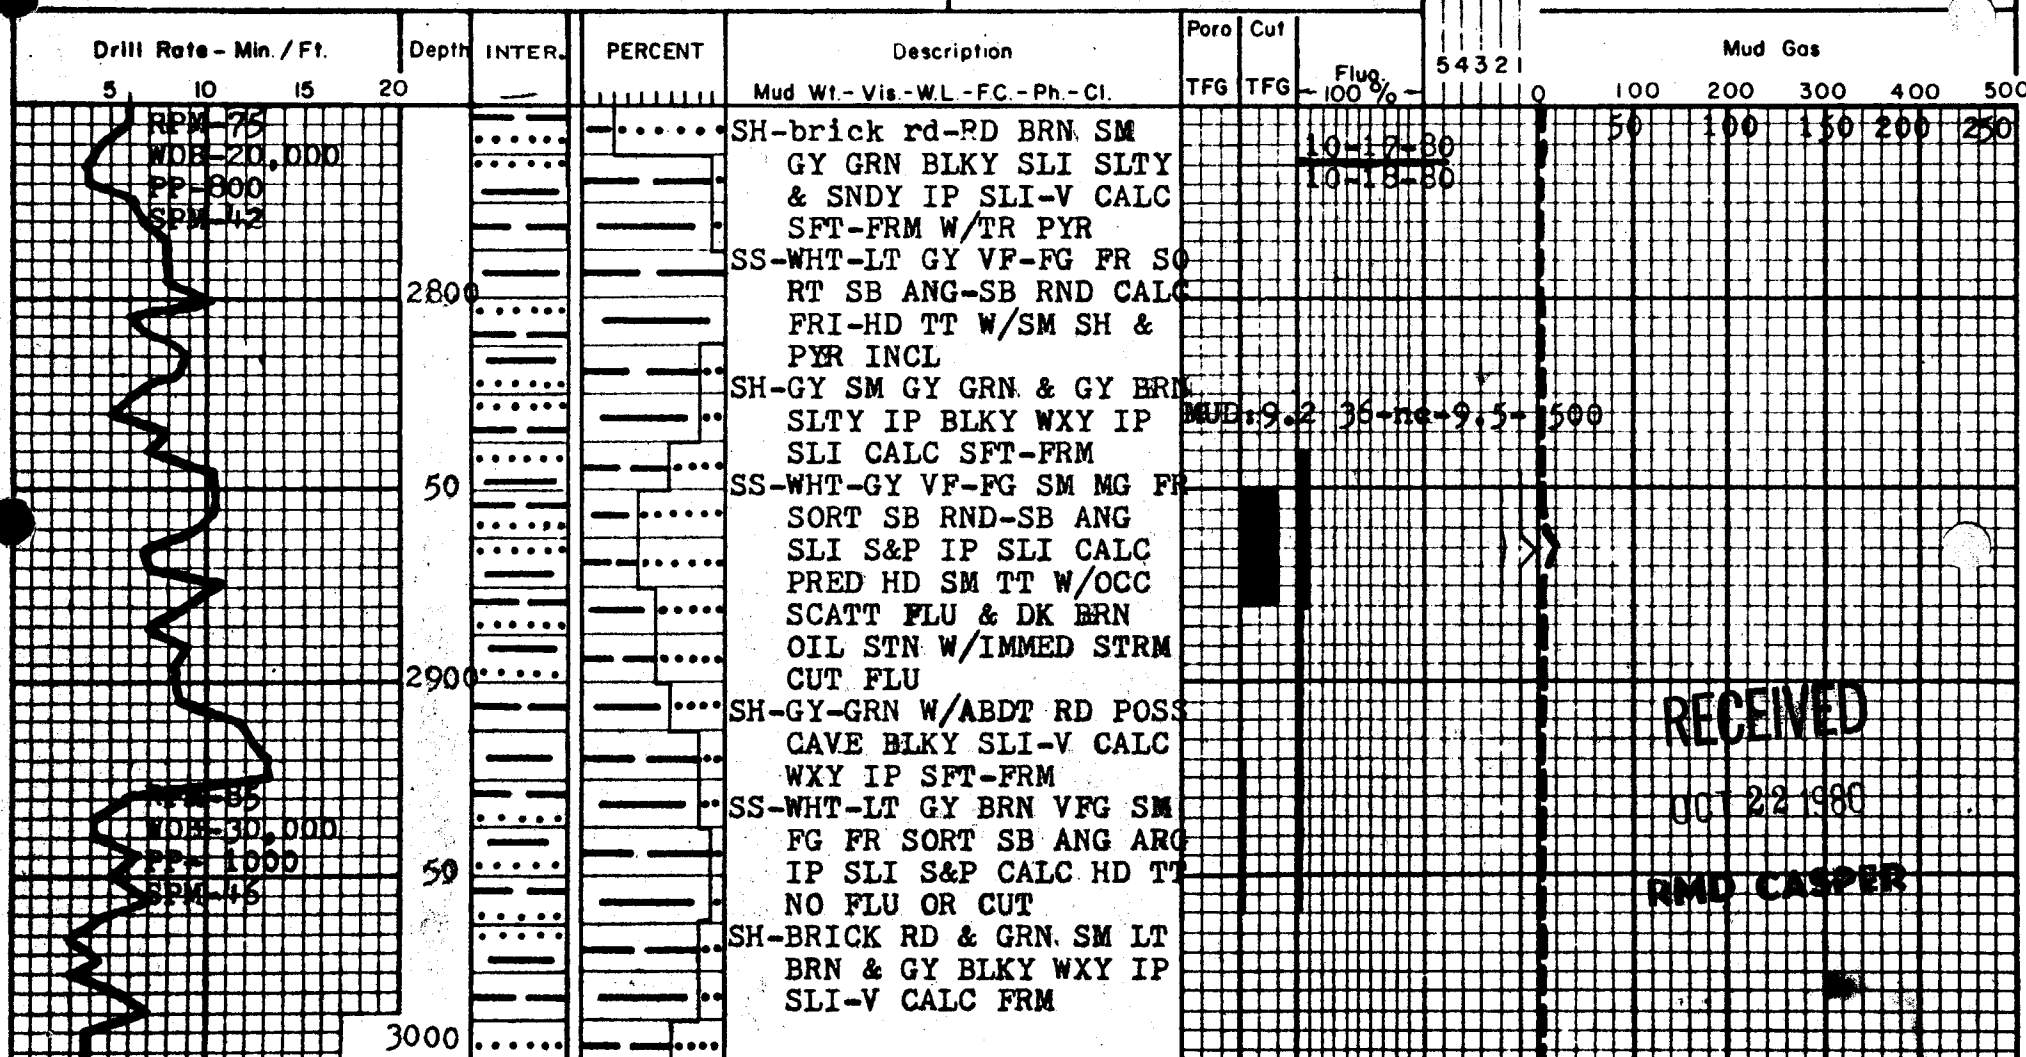 Drill Rate - Min./Ft.
5 10 15 20
Depth
INTER.
PERCENT
Description
Mud Wt.- Vis.-W.L.-F.C.-Ph.-Cl.
Poro Cut
TFG TFG
Fluo.
100 %
5 4 3 2 1
Mud Gas
0 100 200 300 400 500
50 100 150 200 250
RPM-75
WOB-20,000
PP-800
SPM-42
10-17-80
10-18-80
SH-brick rd-RD BRN SM
GY GRN BLKY SLI SLTY
& SNDY IP SLI-V CALC
SFT-FRM W/TR PYR
SS-WHT-LT GY VF-FG FR SO
RT SB ANG-SB RND CALC
FRI-HD TT W/SM SH &
PYR INCL
SH-GY SM GY GRN & GY BRN
SLTY IP BLKY WXY IP
SLI CALC SFT-FRM
SS-WHT-GY VF-FG SM MG FR
SORT SB RND-SB ANG
SLI S&P IP SLI CALC
PRED HD SM TT W/OCC
SCATT FLU & DK BRN
OIL STN W/IMMED STRM
CUT FLU
SH-GY-GRN W/ABDT RD POSS
CAVE BLKY SLI-V CALC
WXY IP SFT-FRM
SS-WHT-LT GY BRN VFG SM
FG FR SORT SB ANG ARG
IP SLI S&P CALC HD TT
NO FLU OR CUT
SH-BRICK RD & GRN SM LT
BRN & GY BLKY WXY IP
SLI-V CALC FRM
2800
50
2900
50
3000
MUD:9.2 36-nc-9.5- 500
RPM-85
WOB-30,000
PP-1000
SPM-46
RECEIVED
OCT 22 1980
RMD CASPER